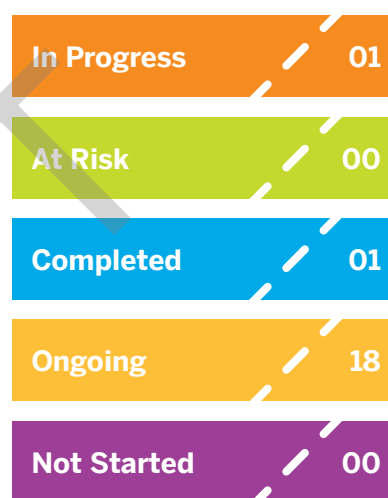 In Progress 01
At Risk 00
Completed 01
Ongoing 18
Not Started 00